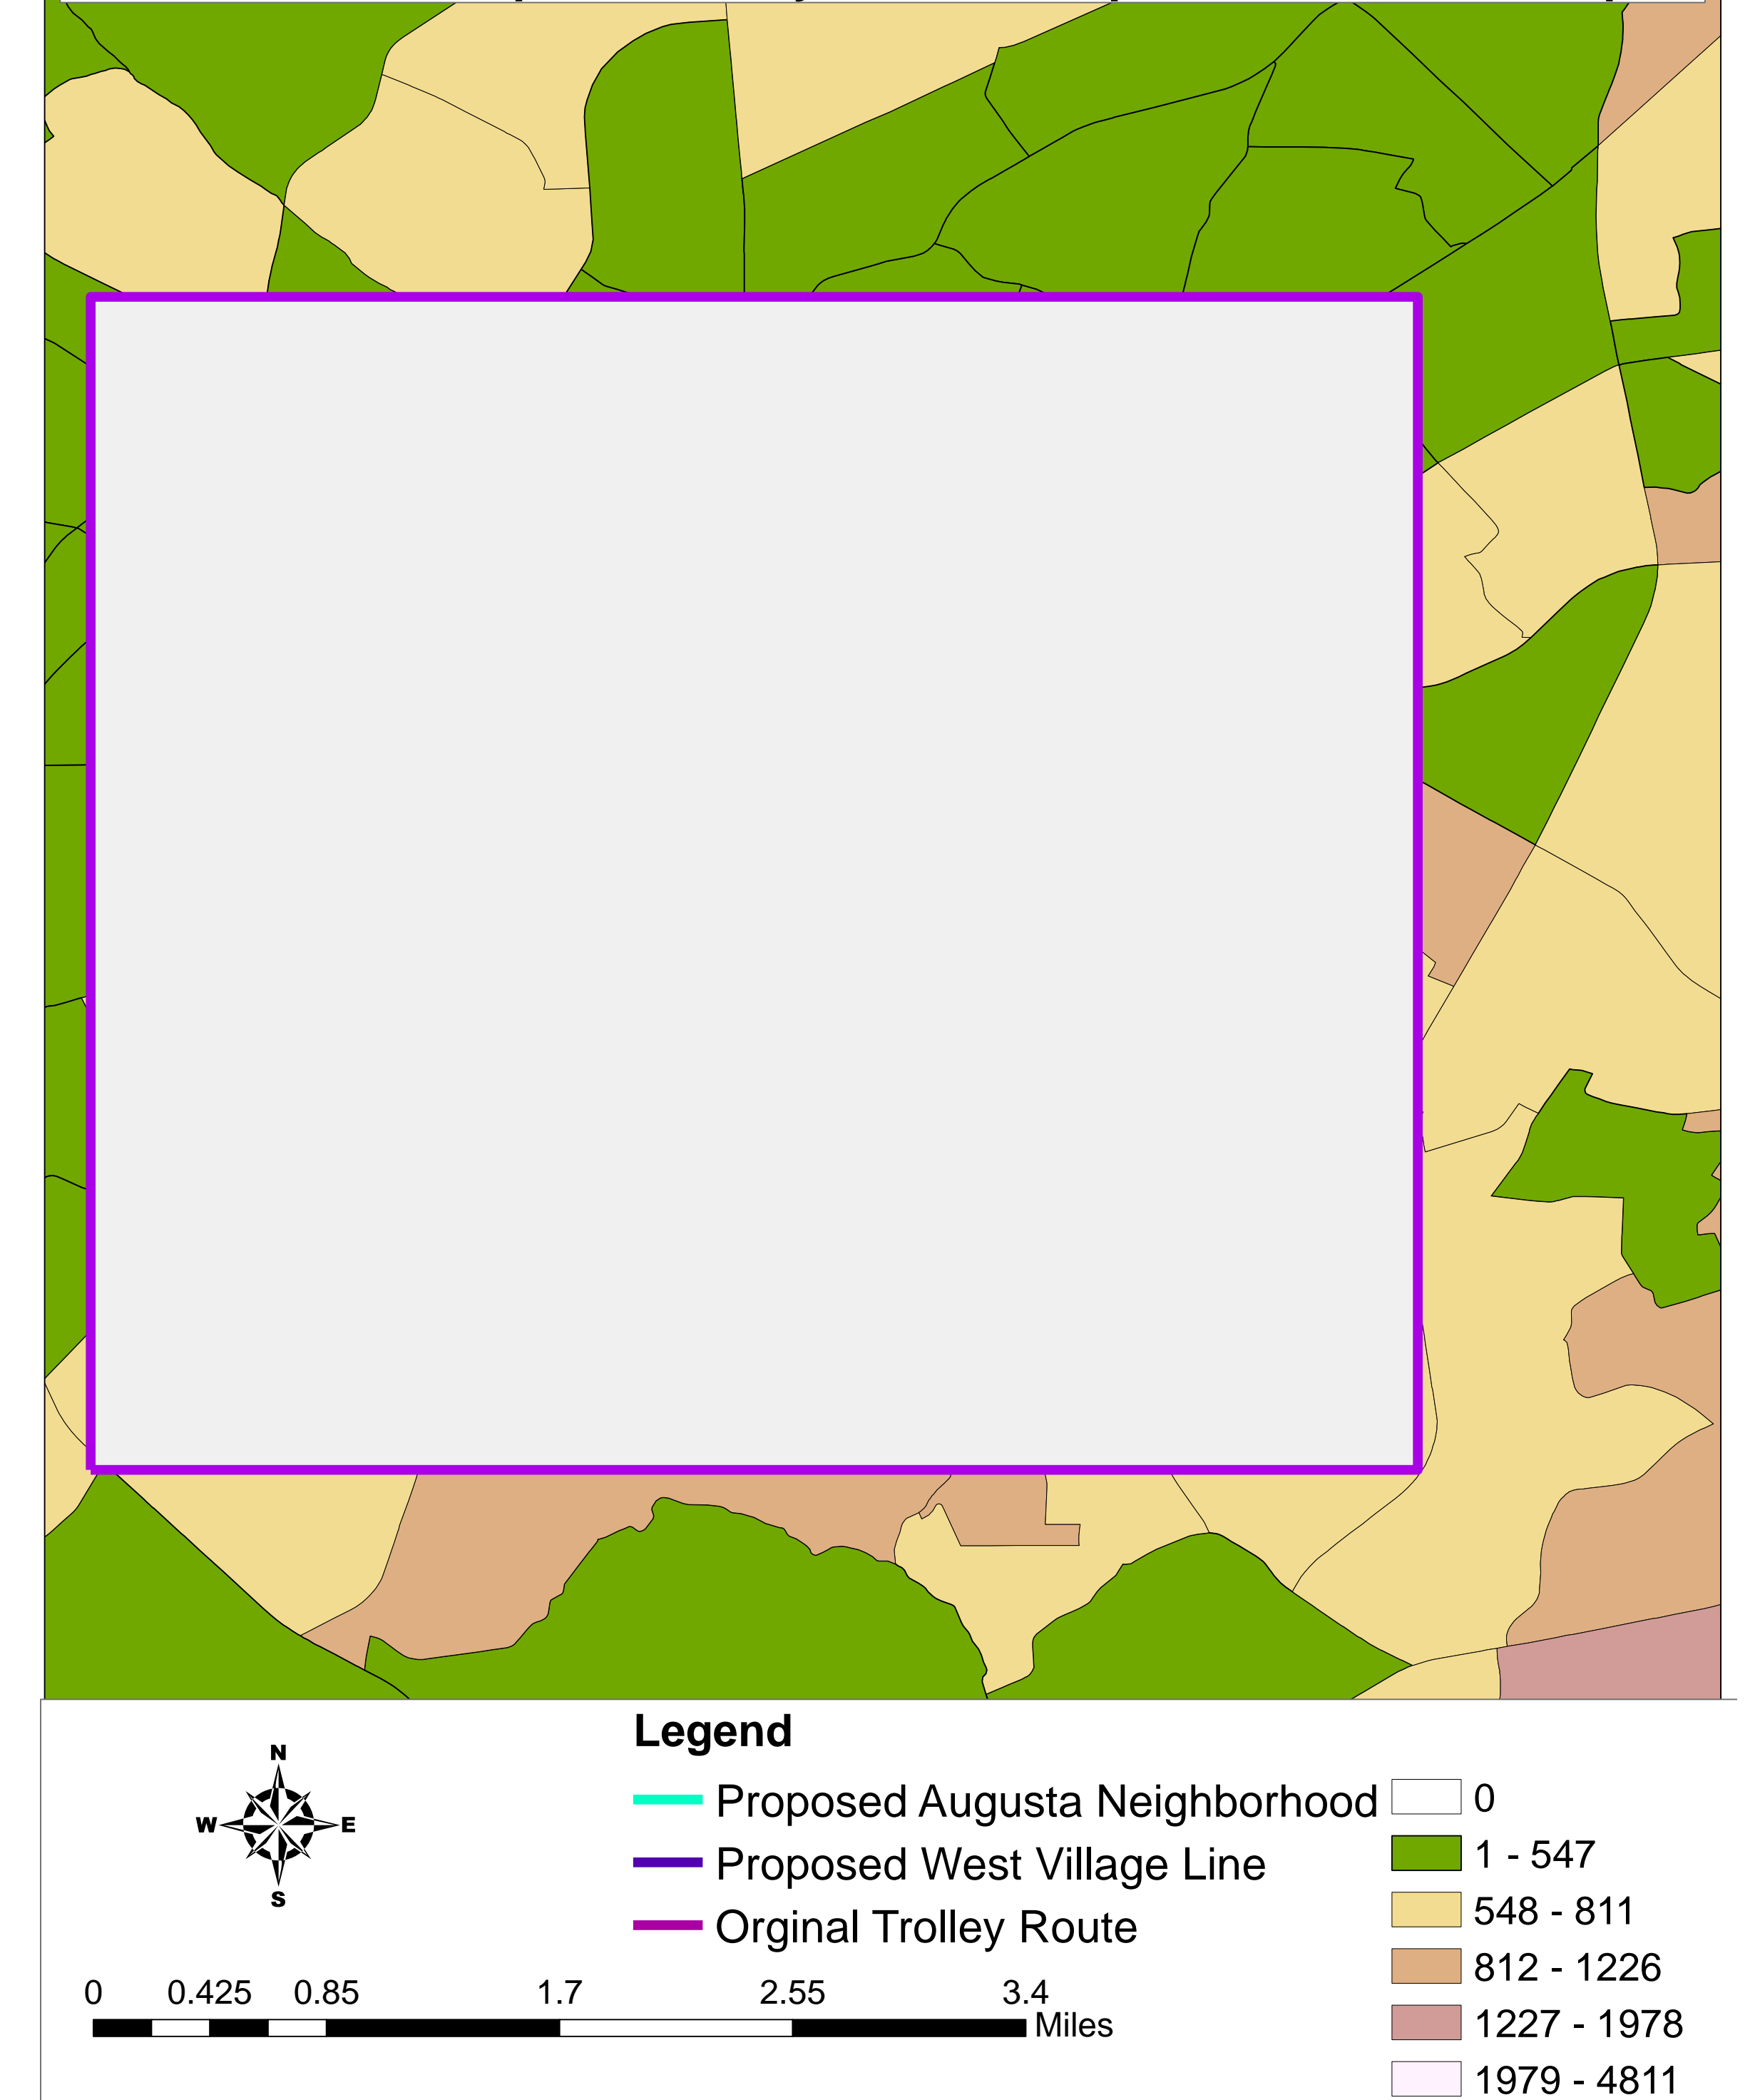 Legend
N
W E
S
Proposed Augusta Neighborhood
Proposed West Village Line
Orginal Trolley Route
0
1 - 547
548 - 811
812 - 1226
1227 - 1978
1979 - 4811
0 0.425 0.85 1.7 2.55 3.4
Miles